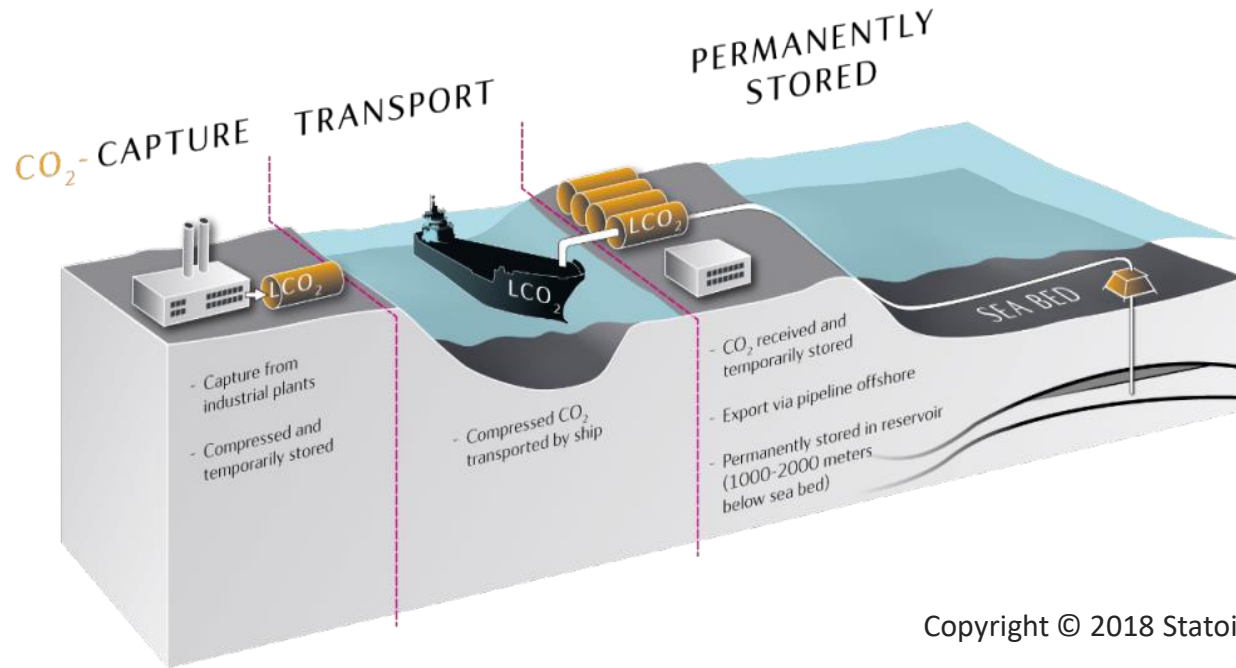 CO₂-CAPTURE
TRANSPORT
PERMANENTLY
STORED
LCO₂
LCO₂
LCO₂
SEA BED
- Capture from
industrial plants
- Compressed and
temporarily stored
- Compressed CO₂
transported by ship
- CO₂ received and
temporarily stored
- Export via pipeline offshore
- Permanently stored in reservoir
(1000-2000 meters
below sea bed)
Copyright © 2018 Statoi